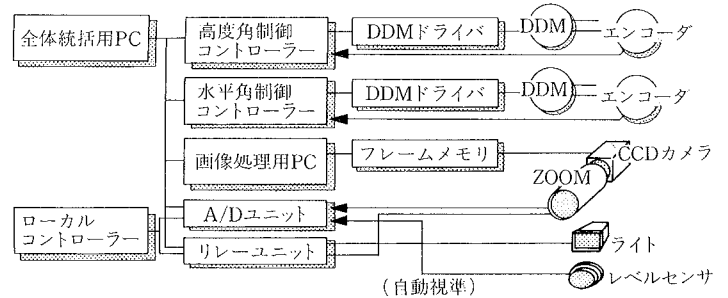 全体統括用PC
高度角制御
コントローラー
DDMドライバ
DDM
エンコーダ
水平角制御
コントローラー
DDMドライバ
DDM
エンコーダ
画像処理用PC
フレームメモリ
CCDカメラ
ZOOM
ローカル
コントローラー
A/Dユニット
リレーユニット
ライト
(自動視準)
レベルセンサ